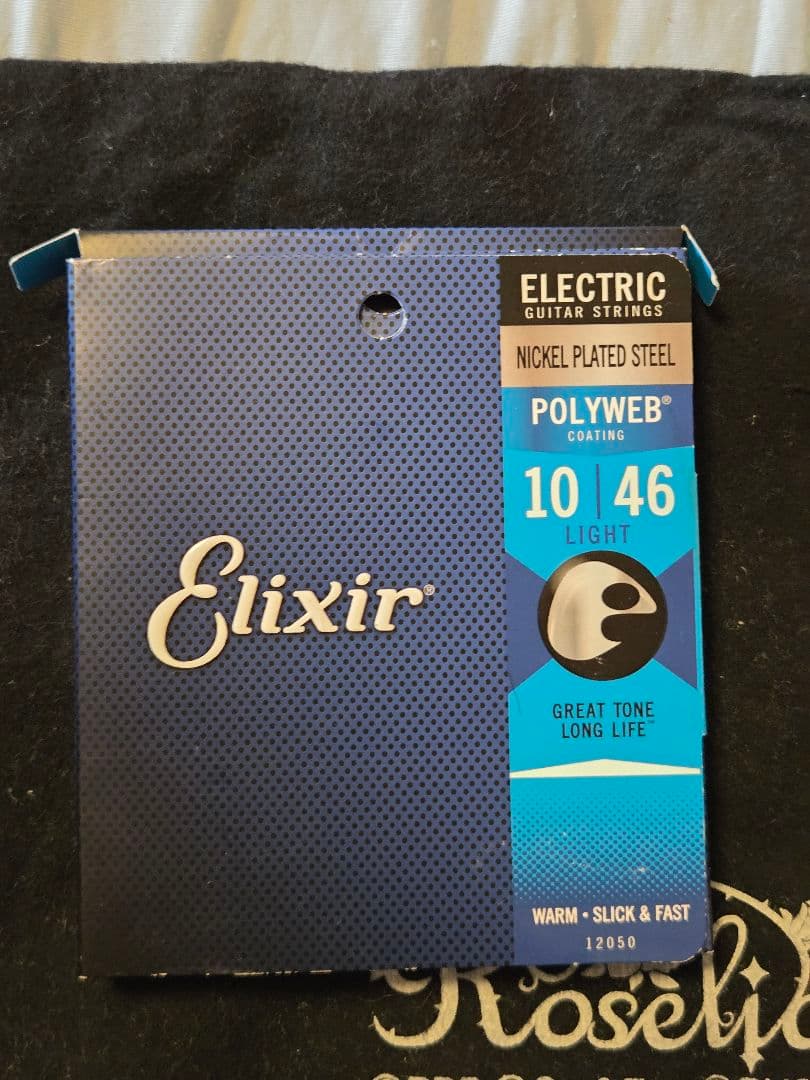 ELECTRIC
GUITAR STRINGS
NICKEL PLATED STEEL
POLYWEB®
COATING
10 | 46
LIGHT
Elixir®
GREAT TONE
LONG LIFE™
WARM • SLICK & FAST
12050